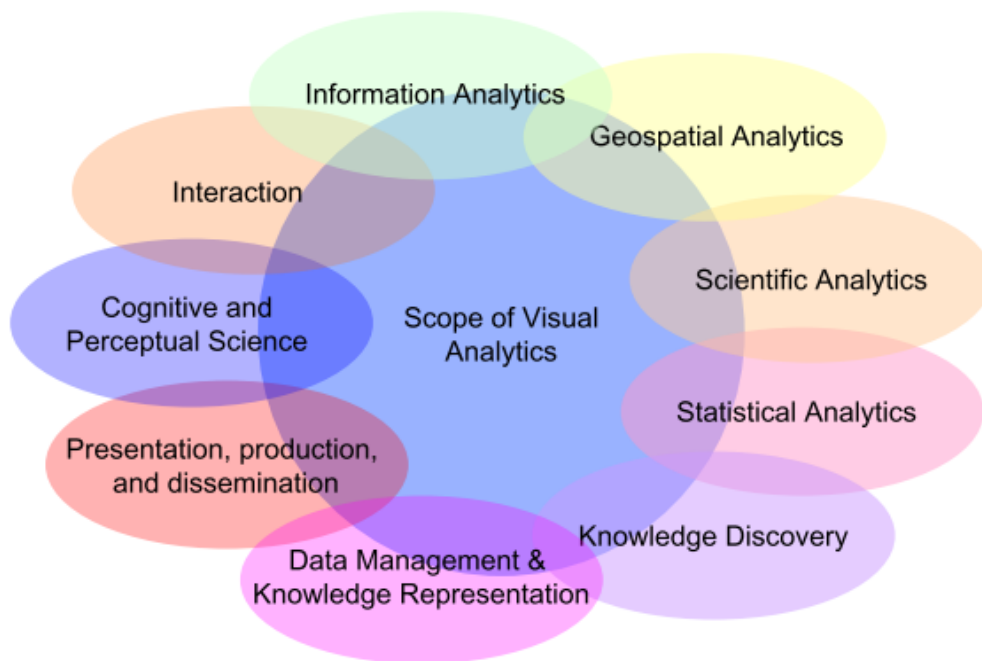 Information Analytics
Geospatial Analytics
Interaction
Scientific Analytics
Cognitive and
Perceptual Science
Scope of Visual
Analytics
Statistical Analytics
Presentation, production,
and dissemination
Knowledge Discovery
Data Management &
Knowledge Representation